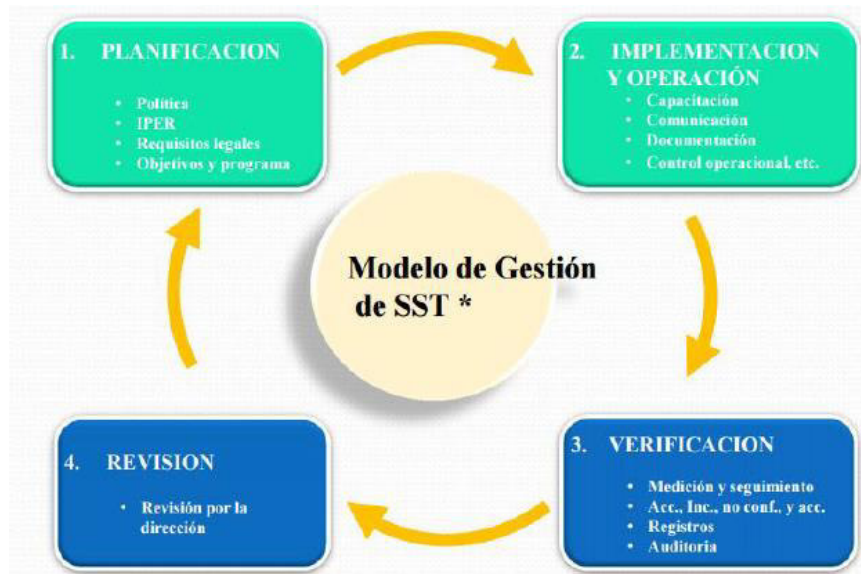 1. PLANIFICACION
• Política
• IPER
• Requisitos legales
• Objetivos y programa
2. IMPLEMENTACION
Y OPERACIÓN
• Capacitación
• Comunicación
• Documentación
• Control operacional, etc.
Modelo de Gestión
de SST *
4. REVISION
• Revisión por la
dirección
3. VERIFICACION
• Medición y seguimiento
• Acc., Inc., no conf., y acc.
• Registros
• Auditoria